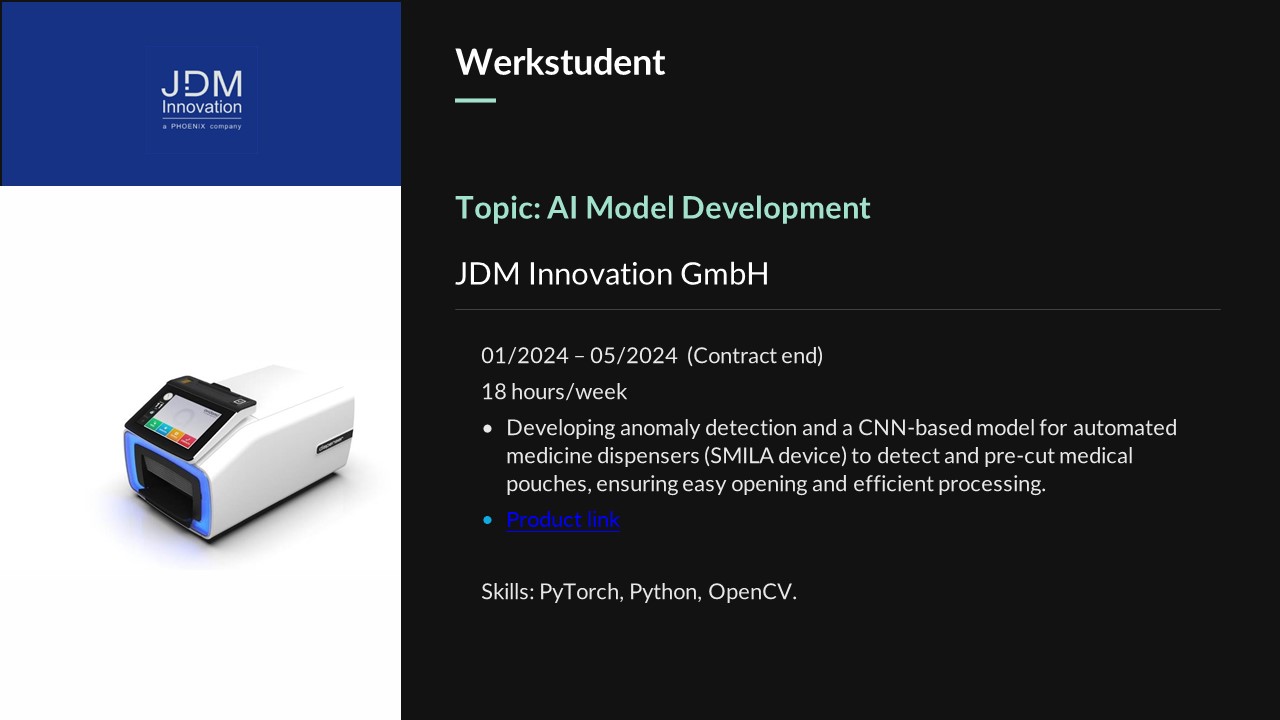 JDM
Innovation
a PHOENIX company
Werkstudent
Topic: AI Model Development
JDM Innovation GmbH
01/2024 – 05/2024 (Contract end)
18 hours/week
• Developing anomaly detection and a CNN-based model for automated
medicine dispensers (SMILA device) to detect and pre-cut medical
pouches, ensuring easy opening and efficient processing.
• Product link
Skills: PyTorch, Python, OpenCV.